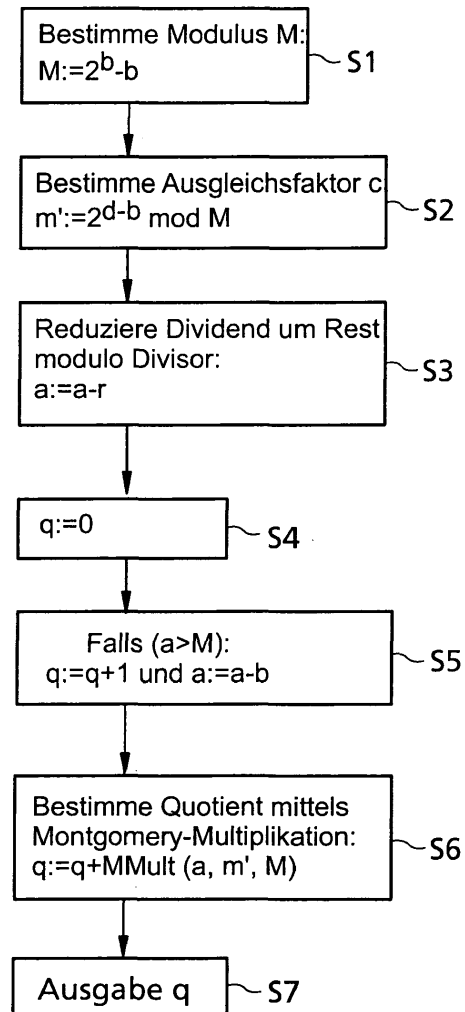 Bestimme Modulus M:
M:=2^b-b
S1
Bestimme Ausgleichsfaktor c
m':=2^d-b mod M
S2
Reduziere Dividend um Rest
modulo Divisor:
a:=a-r
S3
q:=0
S4
Falls (a>M):
q:=q+1 und a:=a-b
S5
Bestimme Quotient mittels
Montgomery-Multiplikation:
q:=q+MMult (a, m', M)
S6
Ausgabe q
S7